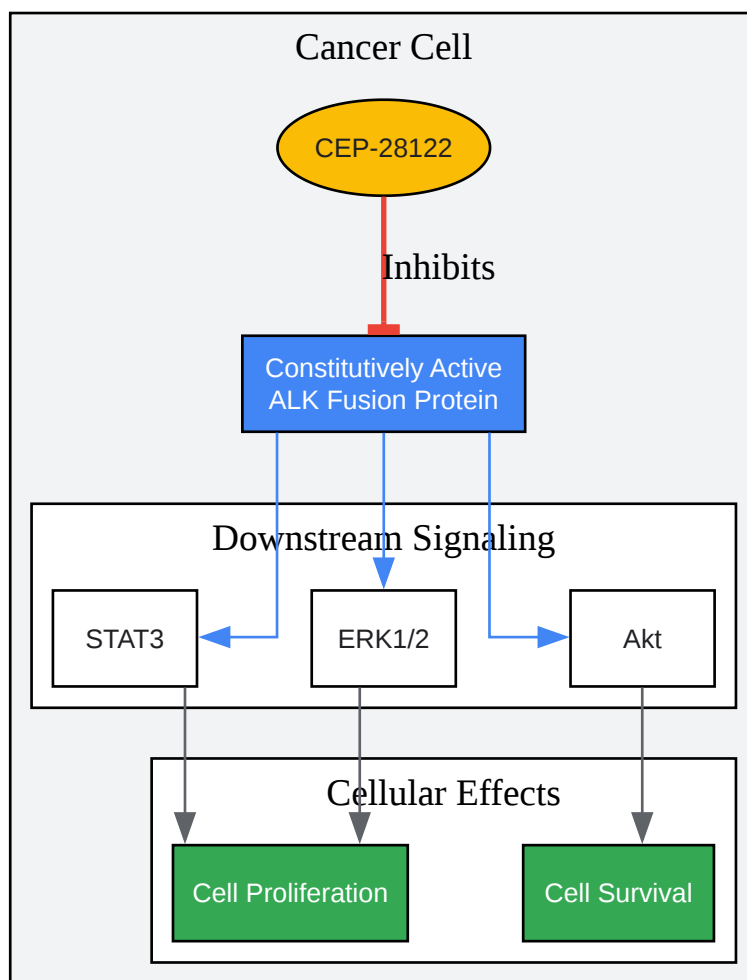 Cancer Cell
CEP-28122
Inhibits
Constitutively Active
ALK Fusion Protein
Downstream Signaling
STAT3
ERK1/2
Akt
Cellular Effects
Cell Proliferation
Cell Survival